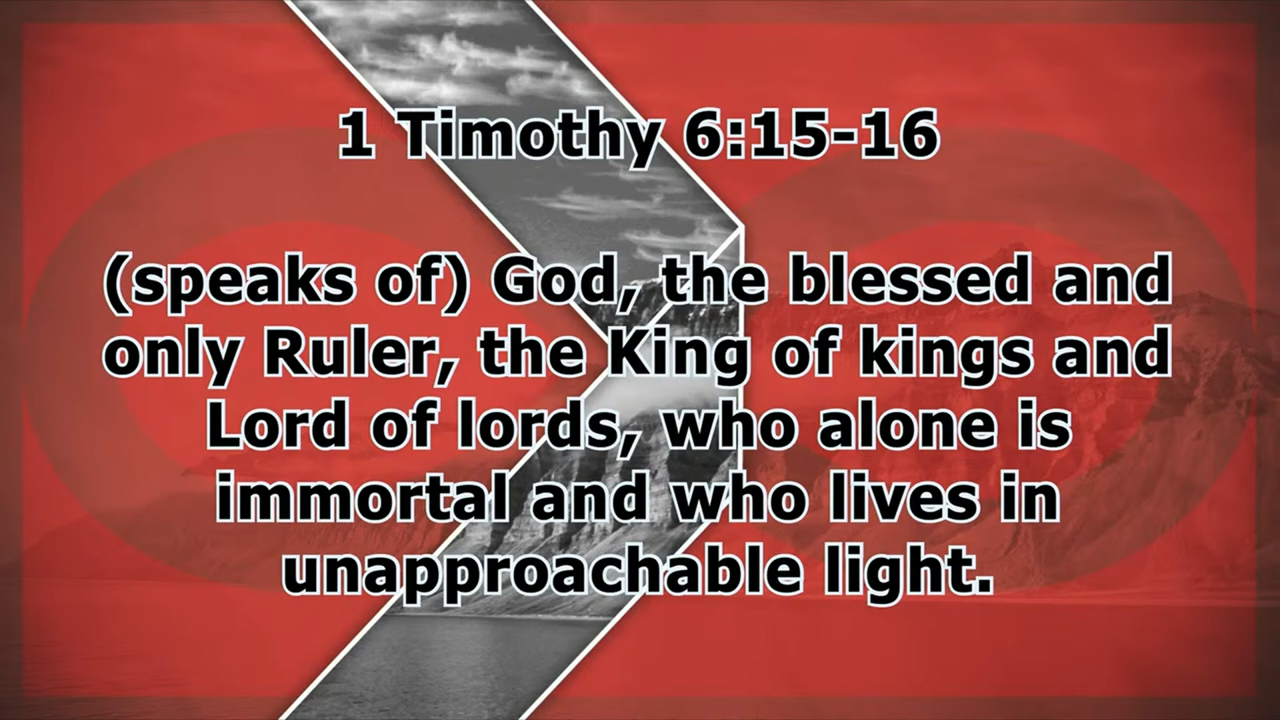 1 Timothy 6:15-16
(speaks of) God, the blessed and
only Ruler, the King of kings and
Lord of lords, who alone is
immortal and who lives in
unapproachable light.